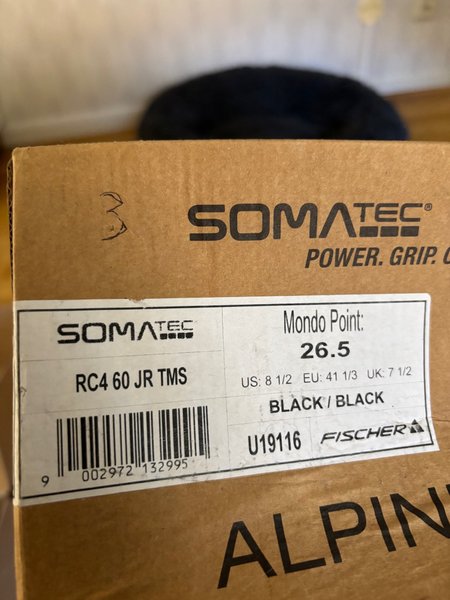 3
SOMATEC®
POWER. GRIP.
SOMATEC
RC4 60 JR TMS
9 002972 132995
Mondo Point:
26.5
US: 8 1/2 EU: 41 1/3 UK: 7 1/2
BLACK / BLACK
U19116 FISCHER
ALPIN